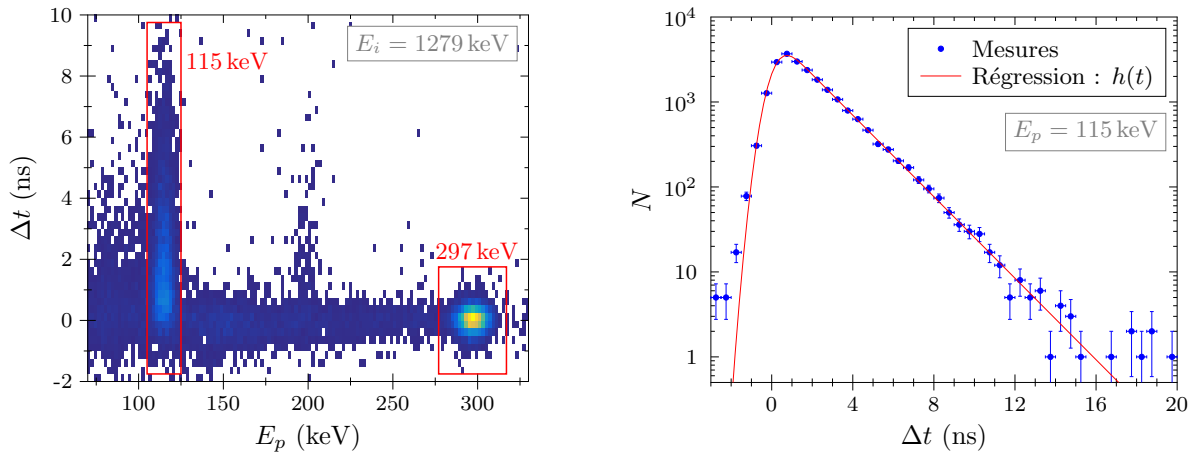 10
8
6
4
2
0
-2
Δt (ns)
E_i = 1279 keV
115 keV
297 keV
100 150 200 250 300
E_p (keV)
10^4
10^3
10^2
10
1
N
Mesures
Régression : h(t)
E_p = 115 keV
0 4 8 12 16 20
Δt (ns)